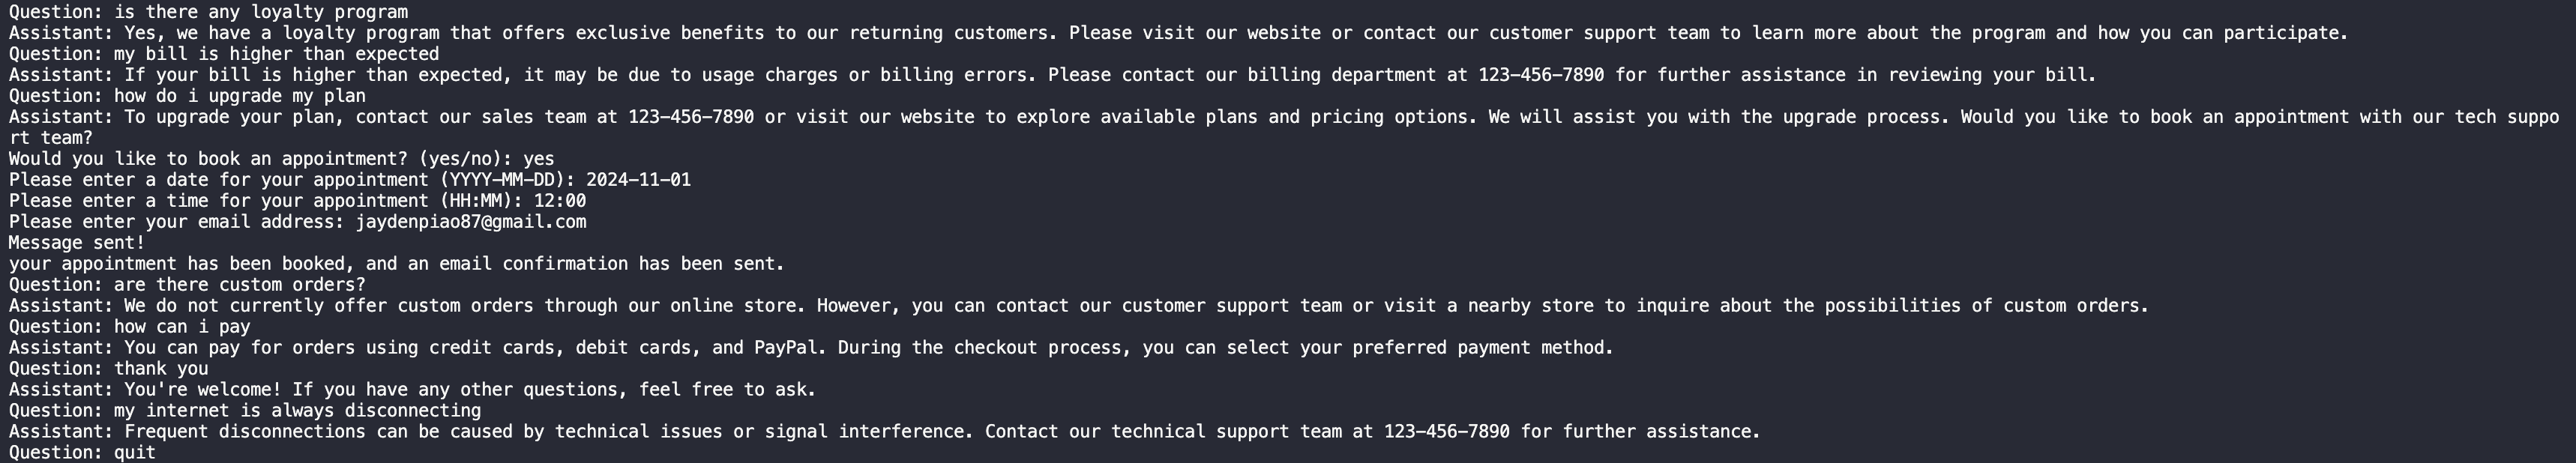 Question: is there any loyalty program
Assistant: Yes, we have a loyalty program that offers exclusive benefits to our returning customers. Please visit our website or contact our customer support team to learn more about the program and how you can participate.
Question: my bill is higher than expected
Assistant: If your bill is higher than expected, it may be due to usage charges or billing errors. Please contact our billing department at 123-456-7890 for further assistance in reviewing your bill.
Question: how do i upgrade my plan
Assistant: To upgrade your plan, contact our sales team at 123-456-7890 or visit our website to explore available plans and pricing options. We will assist you with the upgrade process. Would you like to book an appointment with our tech suppo
rt team?
Would you like to book an appointment? (yes/no): yes
Please enter a date for your appointment (YYYY-MM-DD): 2024-11-01
Please enter a time for your appointment (HH:MM): 12:00
Please enter your email address: jaydenpiao87@gmail.com
Message sent!
your appointment has been booked, and an email confirmation has been sent.
Question: are there custom orders?
Assistant: We do not currently offer custom orders through our online store. However, you can contact our customer support team or visit a nearby store to inquire about the possibilities of custom orders.
Question: how can i pay
Assistant: You can pay for orders using credit cards, debit cards, and PayPal. During the checkout process, you can select your preferred payment method.
Question: thank you
Assistant: You're welcome! If you have any other questions, feel free to ask.
Question: my internet is always disconnecting
Assistant: Frequent disconnections can be caused by technical issues or signal interference. Contact our technical support team at 123-456-7890 for further assistance.
Question: quit